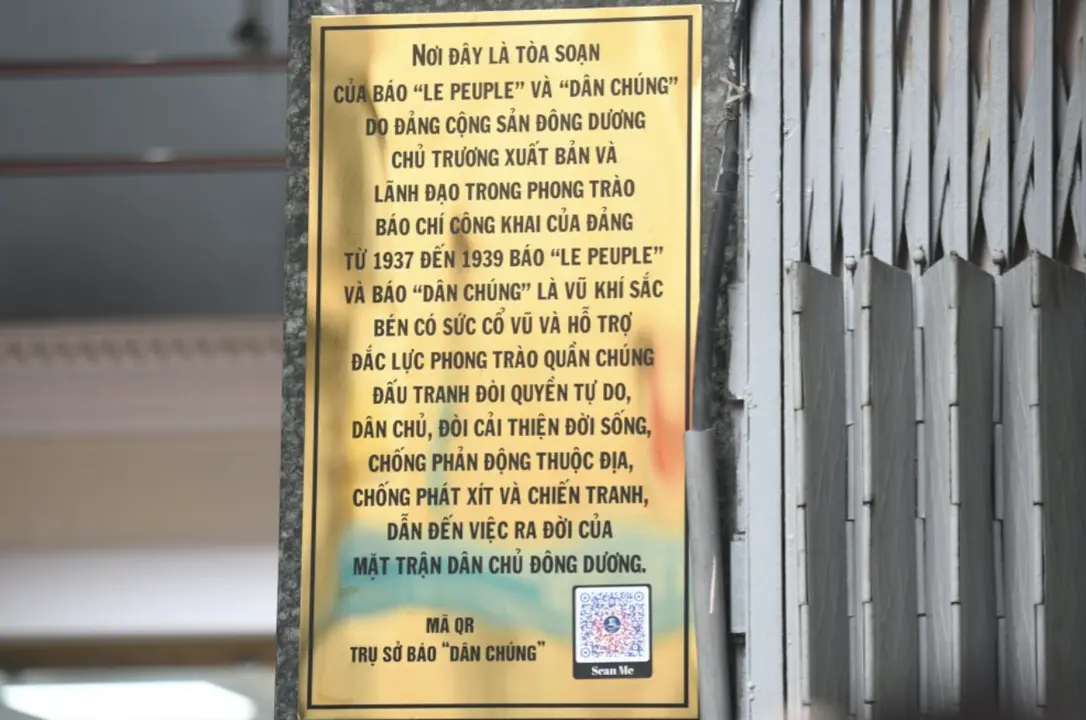 NƠI ĐÂY LÀ TÒA SOẠN
CỦA BÁO “LE PEUPLE” VÀ “DÂN CHÚNG”
DO ĐẢNG CỘNG SẢN ĐÔNG DƯƠNG
CHỦ TRƯƠNG XUẤT BẢN VÀ
LÃNH ĐẠO TRONG PHONG TRÀO
BÁO CHÍ CÔNG KHAI CỦA ĐẢNG
TỪ 1937 ĐẾN 1939 BÁO “LE PEUPLE”
VÀ BÁO “DÂN CHÚNG” LÀ VŨ KHÍ SẮC
BÉN CÓ SỨC CỔ VŨ VÀ HỖ TRỢ
ĐẮC LỰC PHONG TRÀO QUẦN CHÚNG
ĐẤU TRANH ĐÒI QUYỀN TỰ DO,
DÂN CHỦ, ĐÒI CẢI THIỆN ĐỜI SỐNG,
CHỐNG PHẢN ĐỘNG THUỘC ĐỊA,
CHỐNG PHÁT XÍT VÀ CHIẾN TRANH,
DẪN ĐẾN VIỆC RA ĐỜI CỦA
MẶT TRẬN DÂN CHỦ ĐÔNG DƯƠNG.
MÃ QR
TRỤ SỞ BÁO “DÂN CHÚNG”
Scan Me